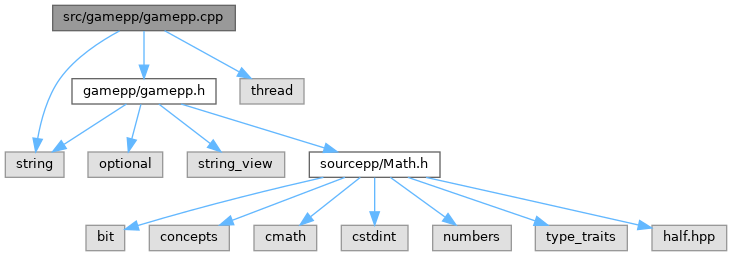 src/gamepp/gamepp.cpp
gamepp/gamepp.h
thread
string
optional
string_view
sourcepp/Math.h
bit
concepts
cmath
cstdint
numbers
type_traits
half.hpp